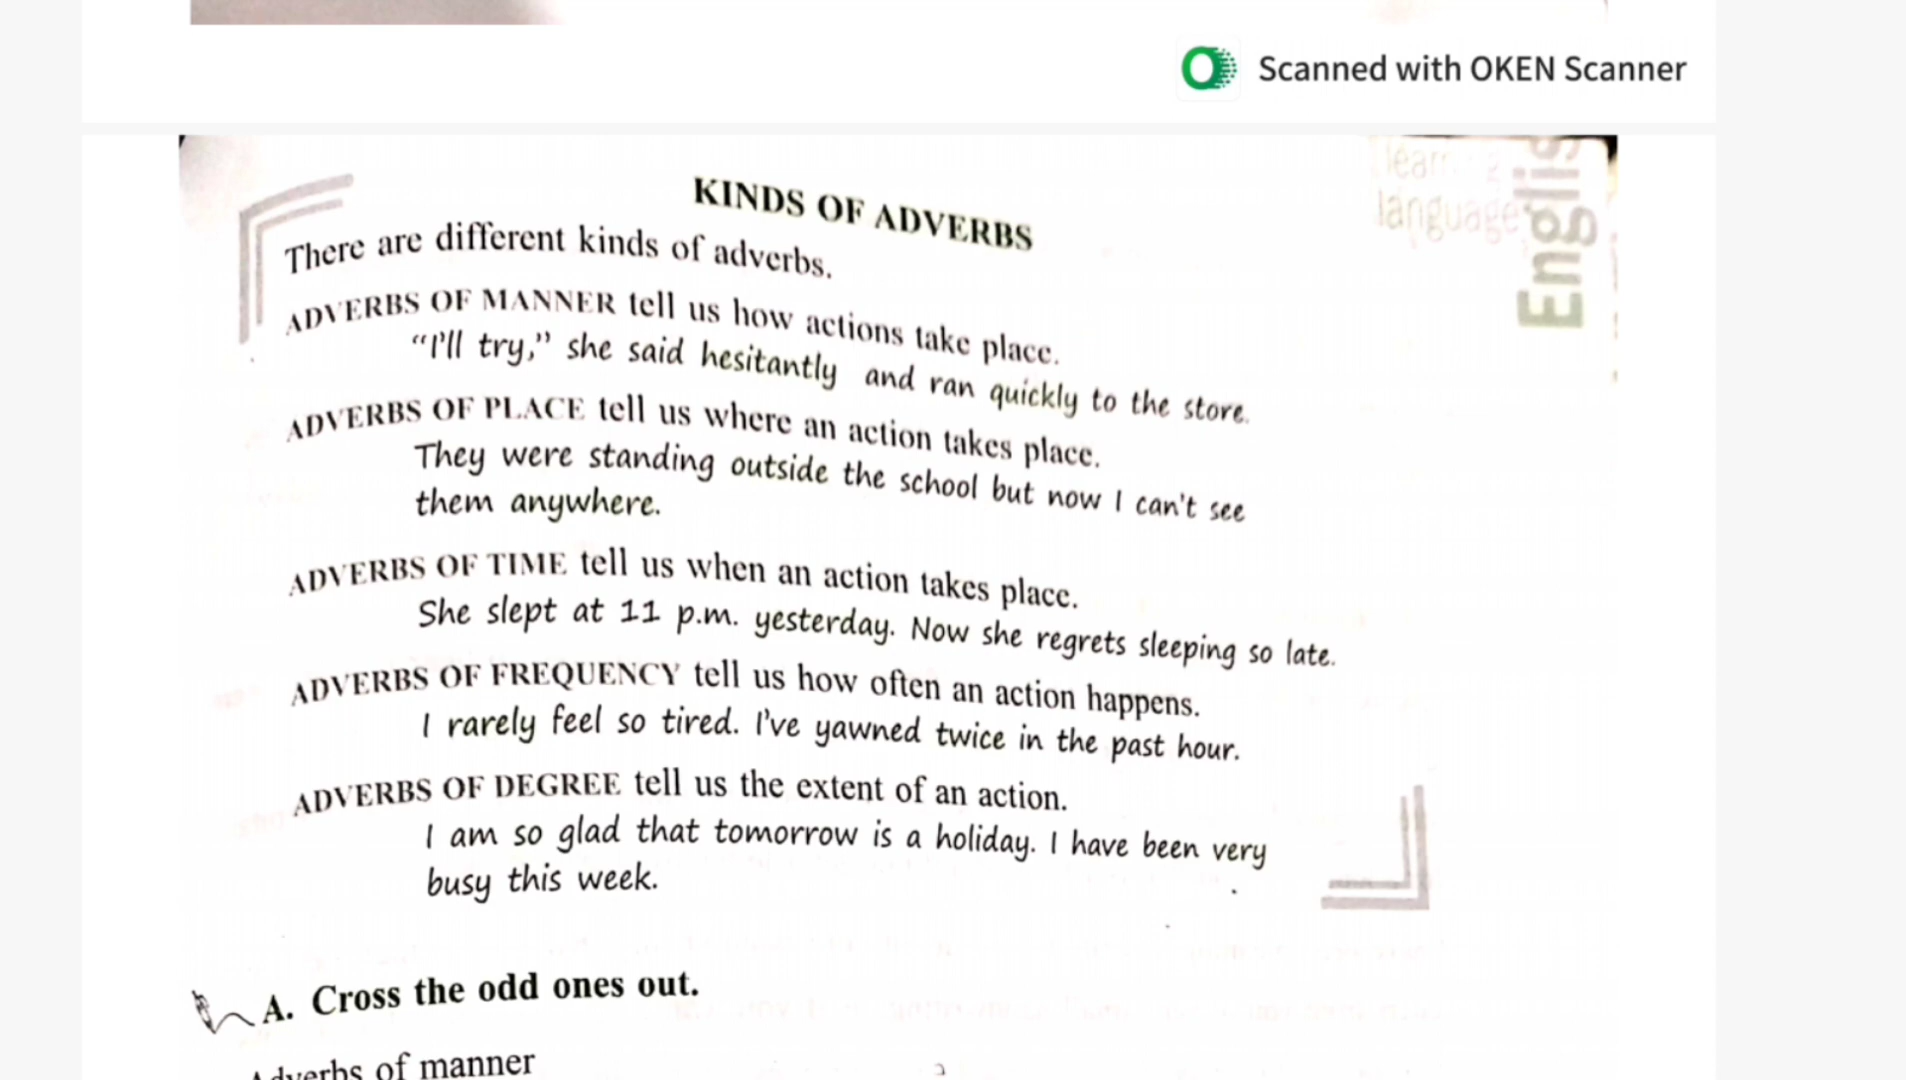 Scanned with OKEN Scanner
KINDS OF ADVERBS
learn
language
English
There are different kinds of adverbs.
ADVERBS OF MANNER tell us how actions take place.
“I’ll try,” she said hesitantly and ran quickly to the store.
ADVERBS OF PLACE tell us where an action takes place.
They were standing outside the school but now I can't see
them anywhere.
ADVERBS OF TIME tell us when an action takes place.
She slept at 11 p.m. yesterday. Now she regrets sleeping so late.
ADVERBS OF FREQUENCY tell us how often an action happens.
I rarely feel so tired. I’ve yawned twice in the past hour.
ADVERBS OF DEGREE tell us the extent of an action.
I am so glad that tomorrow is a holiday. I have been very
busy this week.
A. Cross the odd ones out.
Adverbs of manner